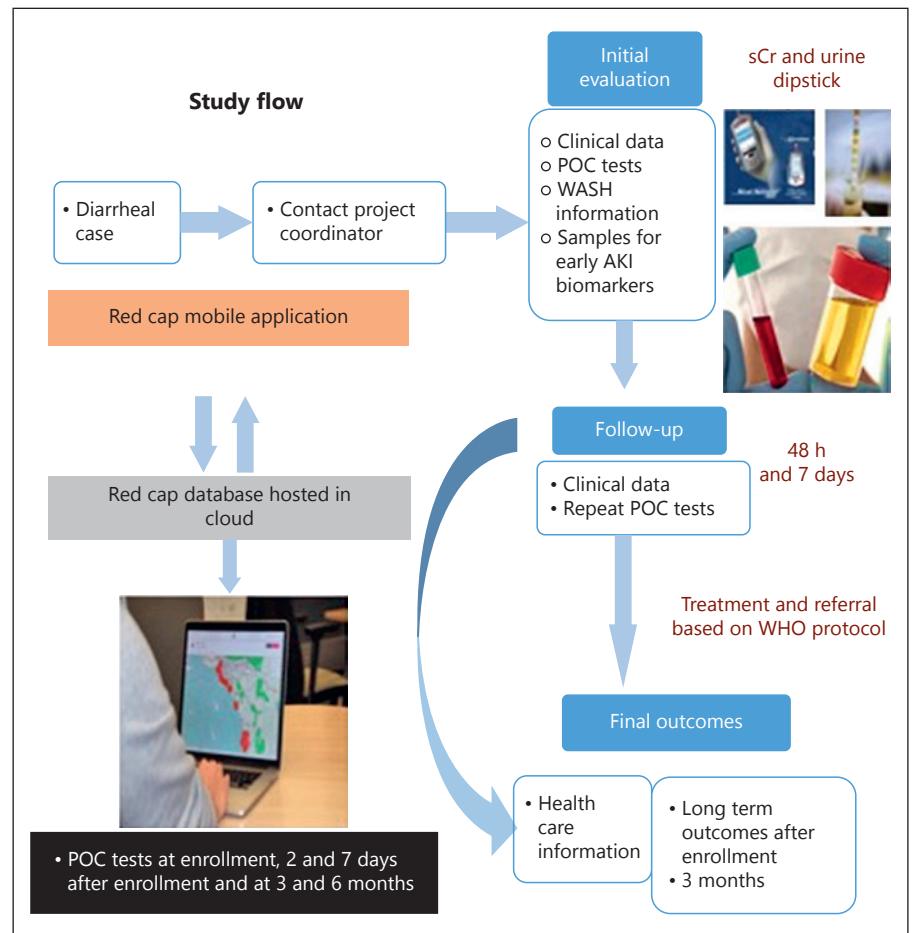 Study flow
• Diarrheal
case
• Contact project
coordinator
Initial
evaluation
○ Clinical data
○ POC tests
○ WASH
information
○ Samples for
early AKI
biomarkers
sCr and urine
dipstick
Red cap mobile application
Red cap database hosted in
cloud
• POC tests at enrollment, 2 and 7 days
after enrollment and at 3 and 6 months
Follow-up
• Clinical data
• Repeat POC tests
48 h
and 7 days
Treatment and referral
based on WHO protocol
Final outcomes
• Health
care
information
• Long term
outcomes after
enrollment
• 3 months